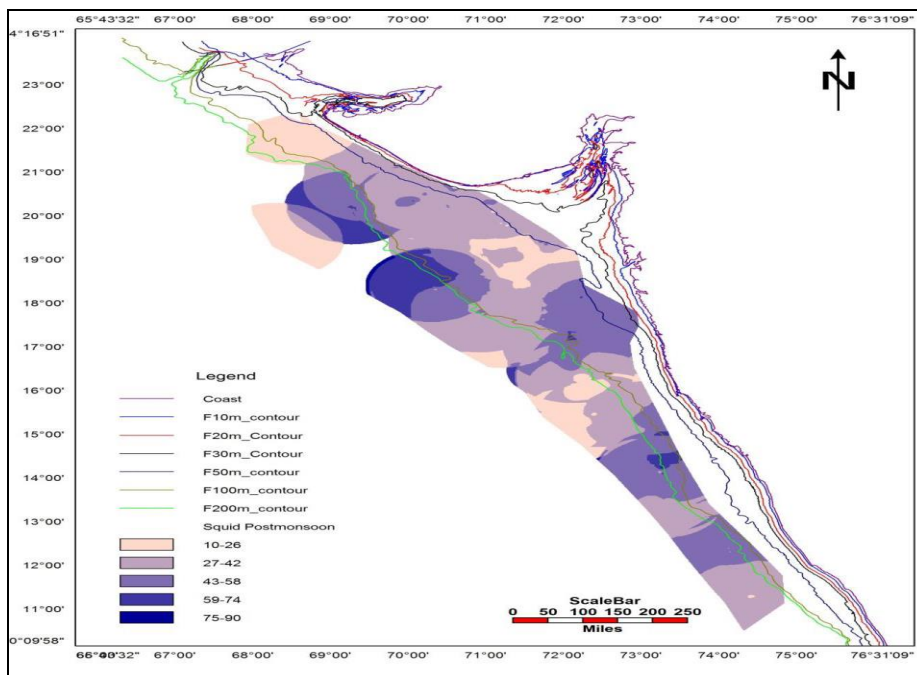 65°43'32" 67°00' 68°00' 69°00' 70°00' 71°00' 72°00' 73°00' 74°00' 75°00' 76°31'09"
4°16'51"
N
23°00'
22°00'
21°00'
20°00'
19°00'
18°00'
17°00'
16°00'
15°00'
14°00'
13°00'
12°00'
11°00'
0°09'58"
Legend
Coast
F10m_contour
F20m_Contour
F30m_Contour
F50m_contour
F100m_contour
F200m_contour
Squid Postmonsoon
10-26
27-42
43-58
59-74
75-90
ScaleBar
0 50 100 150 200 250
Miles
67°00' 68°00' 69°00' 70°00' 71°00' 72°00' 73°00' 74°00' 75°00' 76°31'09"